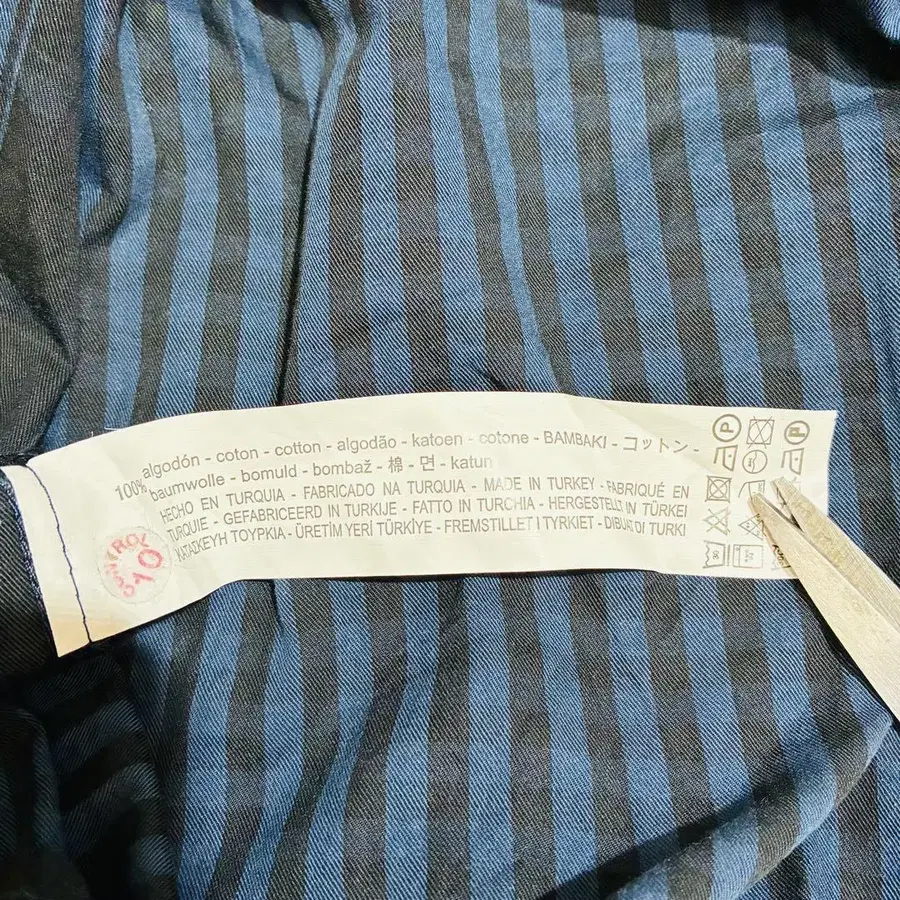 100% algodón - coton - cotton - algodão - katoen - cotone - BAMBAKI - コットン -
baumwolle - bomuld - bombaž - 棉 - 면 - katun
HECHO EN TURQUIA - FABRICADO NA TURQUIA - MADE IN TURKEY - FABRIQUÉ EN
TURQUIE - GEFABRICEERD IN TURKIJE - FATTO IN TURCHIA - HERGESTELLT IN TÜRKEI
ΚΑΤΑΣΚΕΥΗ ΤΟΥΡΚΙΑ - ÜRETİM YERİ TÜRKİYE - FREMSTILLET I TYRKIET - DIBUAT DI TURKI
CONTROL
010